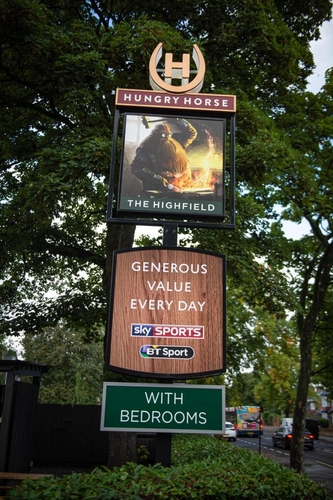 H
HUNGRY HORSE
THE HIGHFIELD
GENEROUS
VALUE
EVERY DAY
sky SPORTS
BT Sport
WITH
BEDROOMS